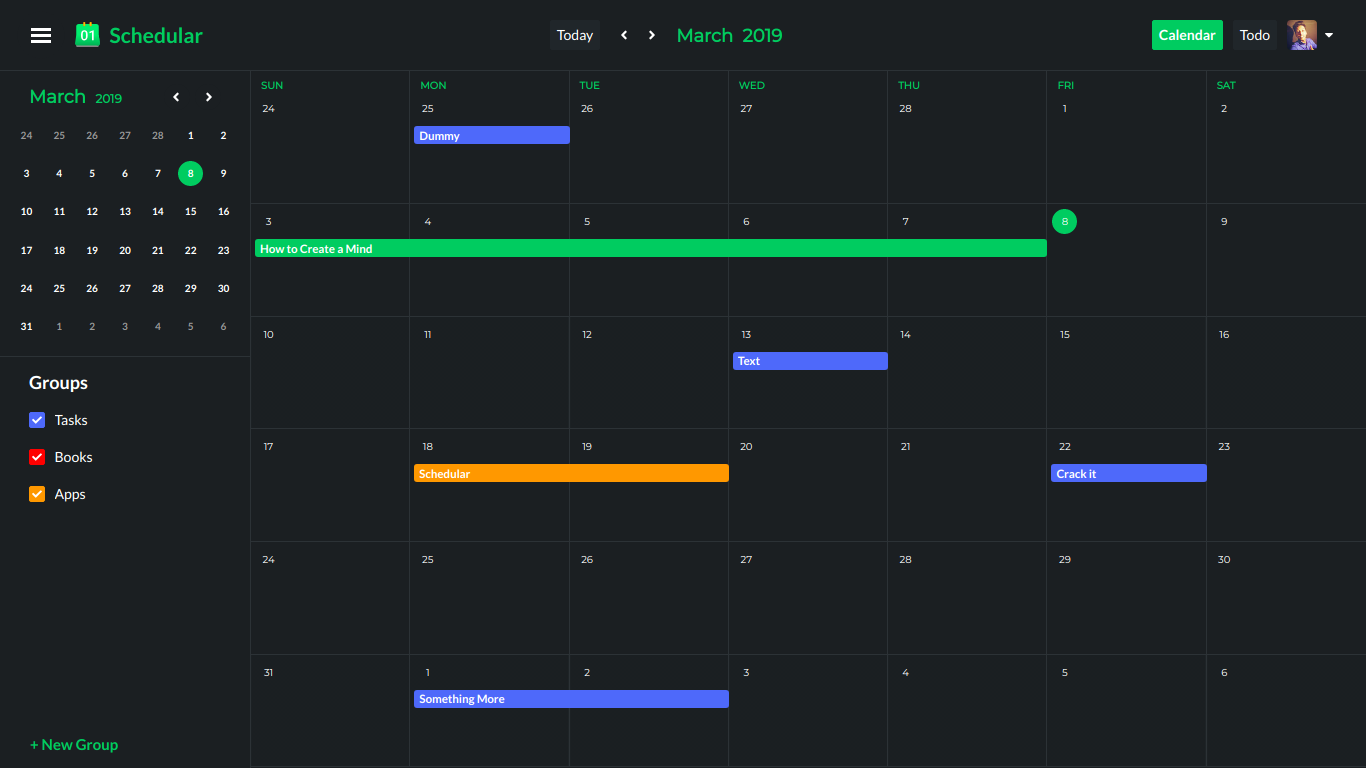 01 Schedular Today March 2019 Calendar Todo
March 2019
24 25 26 27 28 1 2
3 4 5 6 7 8 9
10 11 12 13 14 15 16
17 18 19 20 21 22 23
24 25 26 27 28 29 30
31 1 2 3 4 5 6
Groups
Tasks
Books
Apps
+ New Group
SUN MON TUE WED THU FRI SAT
24 25 26 27 28 1 2
Dummy
3 4 5 6 7 8 9
How to Create a Mind
10 11 12 13 14 15 16
Text
17 18 19 20 21 22 23
Schedular Crack it
24 25 26 27 28 29 30
31 1 2 3 4 5 6
Something More